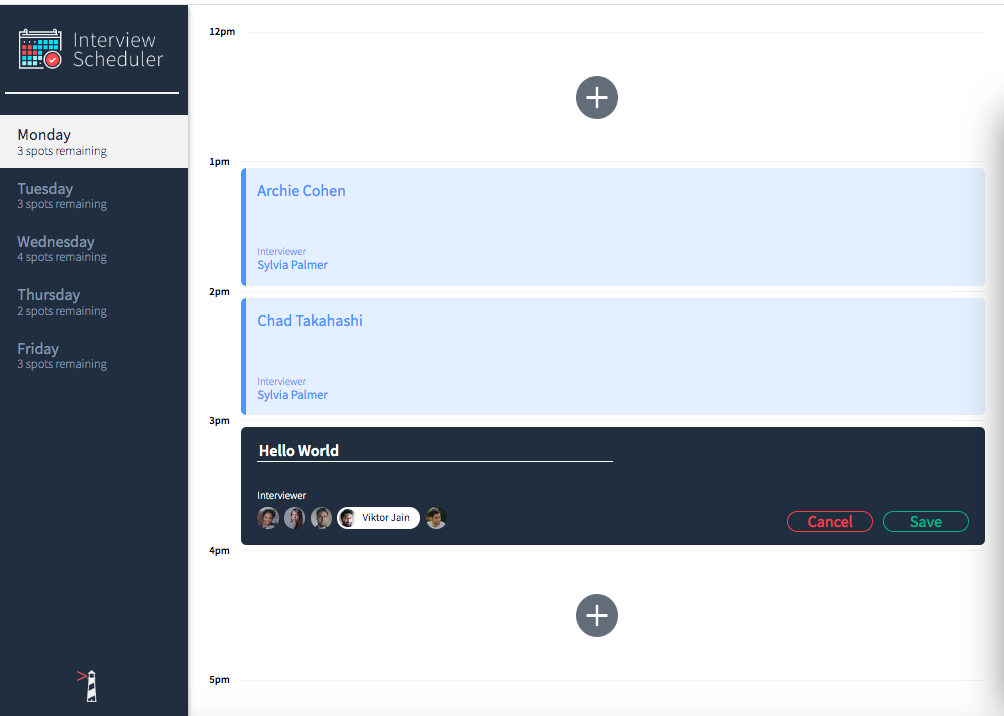 Interview
Scheduler
Monday
3 spots remaining
Tuesday
3 spots remaining
Wednesday
4 spots remaining
Thursday
2 spots remaining
Friday
3 spots remaining
12pm
1pm
Archie Cohen
Interviewer
Sylvia Palmer
2pm
Chad Takahashi
Interviewer
Sylvia Palmer
3pm
Hello World
Interviewer
Viktor Jain
Cancel
Save
4pm
5pm